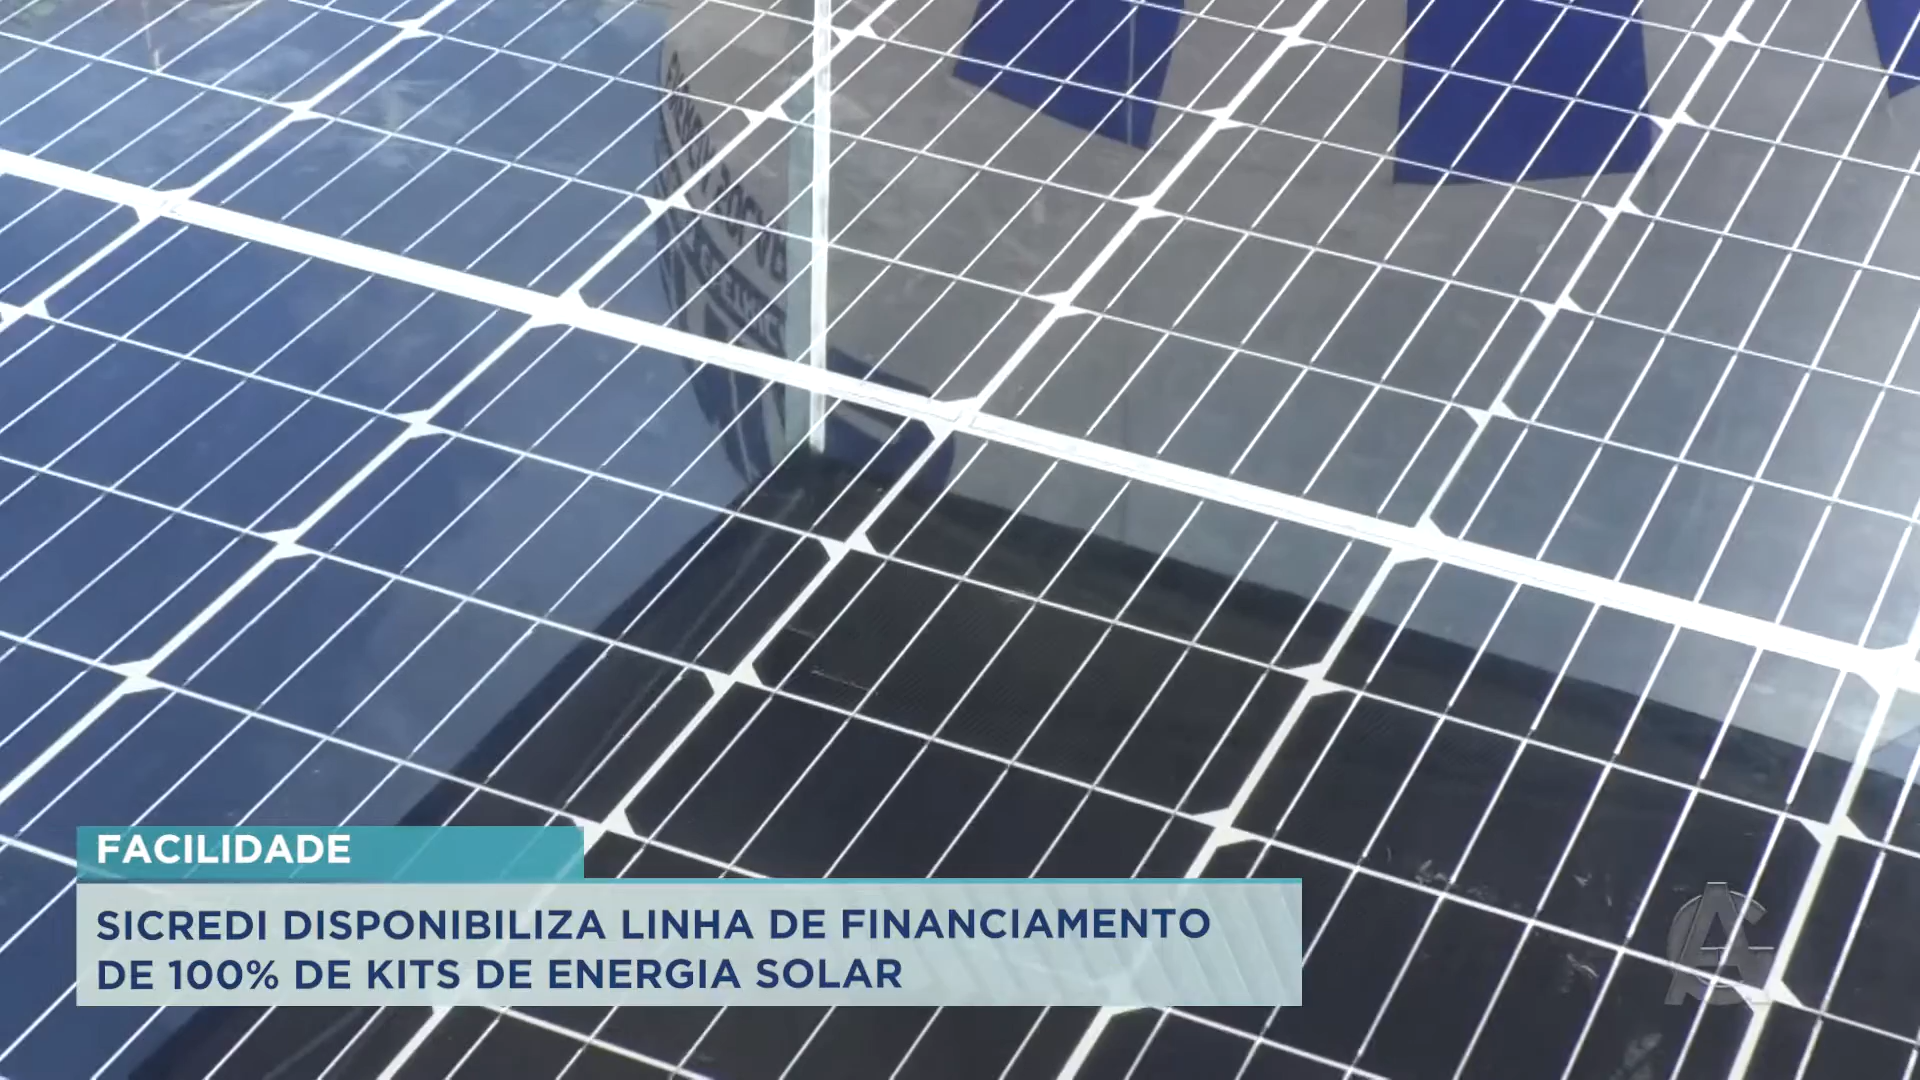 FACILIDADE
SICREDI DISPONIBILIZA LINHA DE FINANCIAMENTO
DE 100% DE KITS DE ENERGIA SOLAR